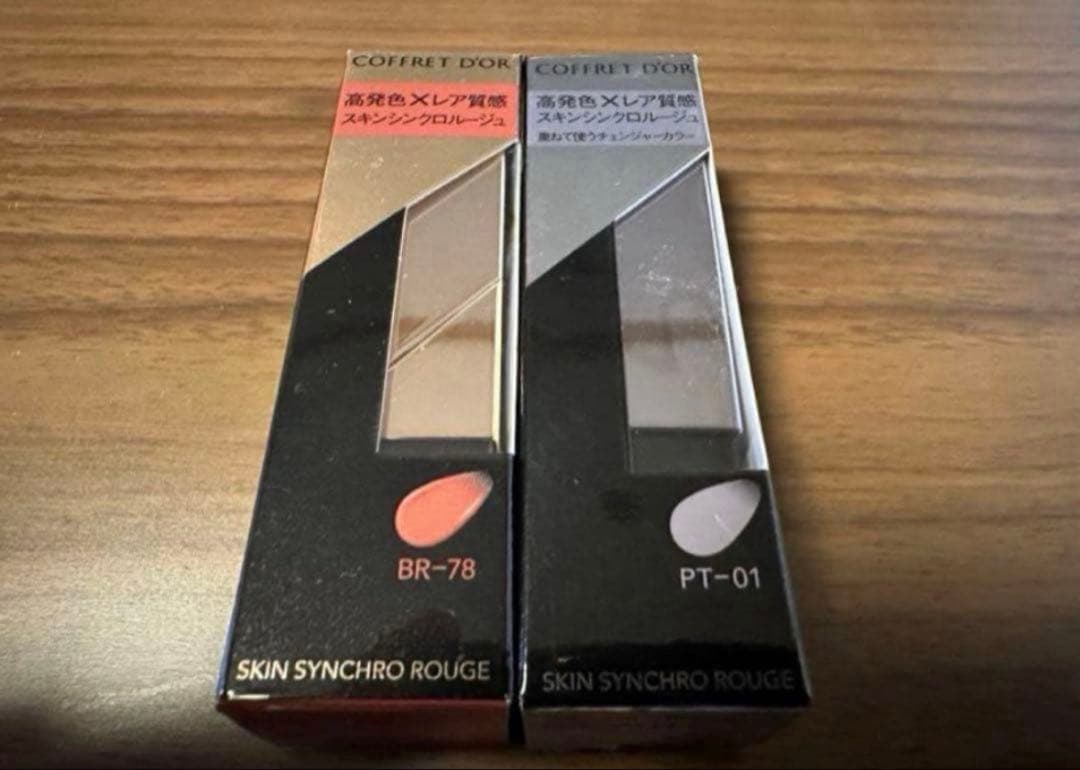 COFFRET D'OR
高発色×レア質感
スキンシンクロルージュ
BR-78
SKIN SYNCHRO ROUGE
COFFRET D'OR
高発色×レア質感
スキンシンクロルージュ
重ねて使うチェンジャーカラー
PT-01
SKIN SYNCHRO ROUGE